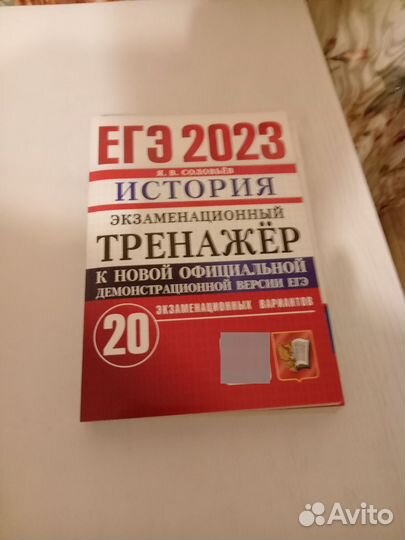 ЕГЭ 2023
Я. В. СОЛОВЬЁВ
ИСТОРИЯ
ЭКЗАМЕНАЦИОННЫЙ
ТРЕНАЖЁР
К НОВОЙ ОФИЦИАЛЬНОЙ
ДЕМОНСТРАЦИОННОЙ ВЕРСИИ ЕГЭ
20
ЭКЗАМЕНАЦИОННЫХ ВАРИАНТОВ
Avito